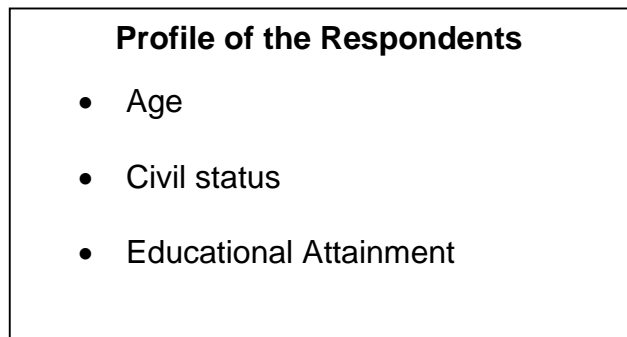 Profile of the Respondents
• Age
• Civil status
• Educational Attainment